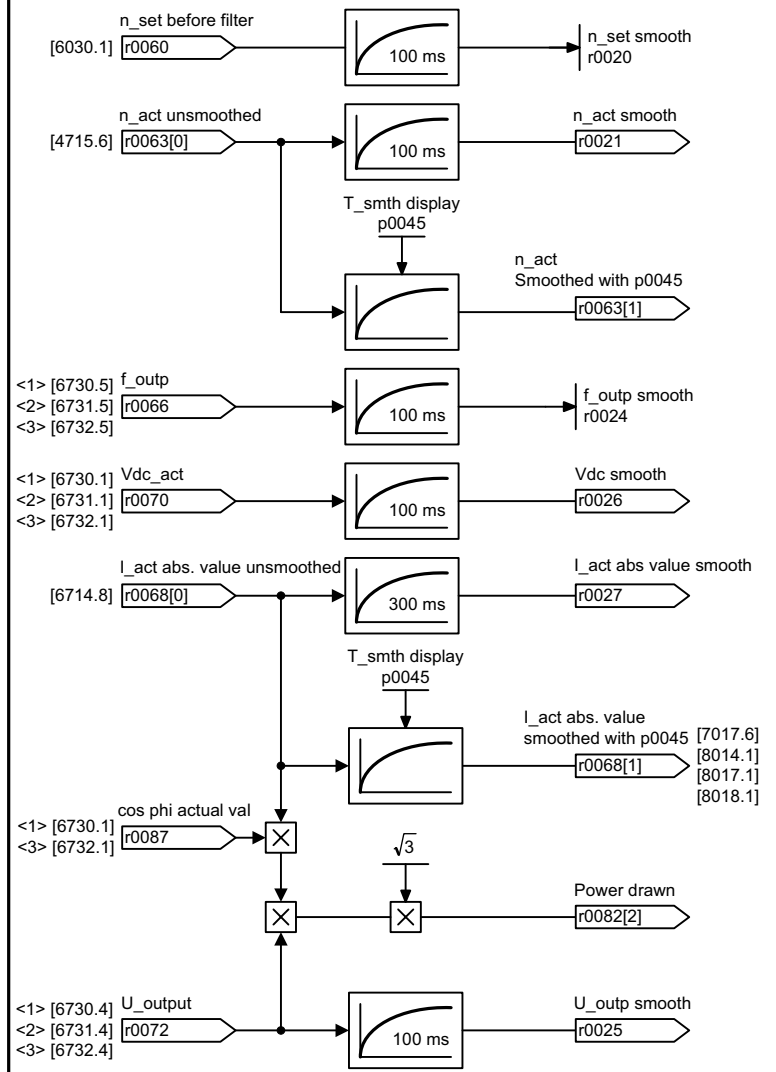 n_set before filter
[6030.1] r0060
100 ms
n_set smooth
r0020
n_act unsmoothed
[4715.6] r0063[0]
100 ms
n_act smooth
r0021
T_smth display
p0045
n_act
Smoothed with p0045
r0063[1]
<1> [6730.5] f_outp
<2> [6731.5] r0066
<3> [6732.5]
100 ms
f_outp smooth
r0024
<1> [6730.1] Vdc_act
<2> [6731.1] r0070
<3> [6732.1]
100 ms
Vdc smooth
r0026
I_act abs. value unsmoothed
[6714.8] r0068[0]
300 ms
I_act abs value smooth
r0027
T_smth display
p0045
I_act abs. value
smoothed with p0045
r0068[1]
[7017.6]
[8014.1]
[8017.1]
[8018.1]
cos phi actual val
<1> [6730.1]
<3> [6732.1]
r0087
√3
Power drawn
r0082[2]
<1> [6730.4] U_output
<2> [6731.4] r0072
<3> [6732.4]
100 ms
U_outp smooth
r0025